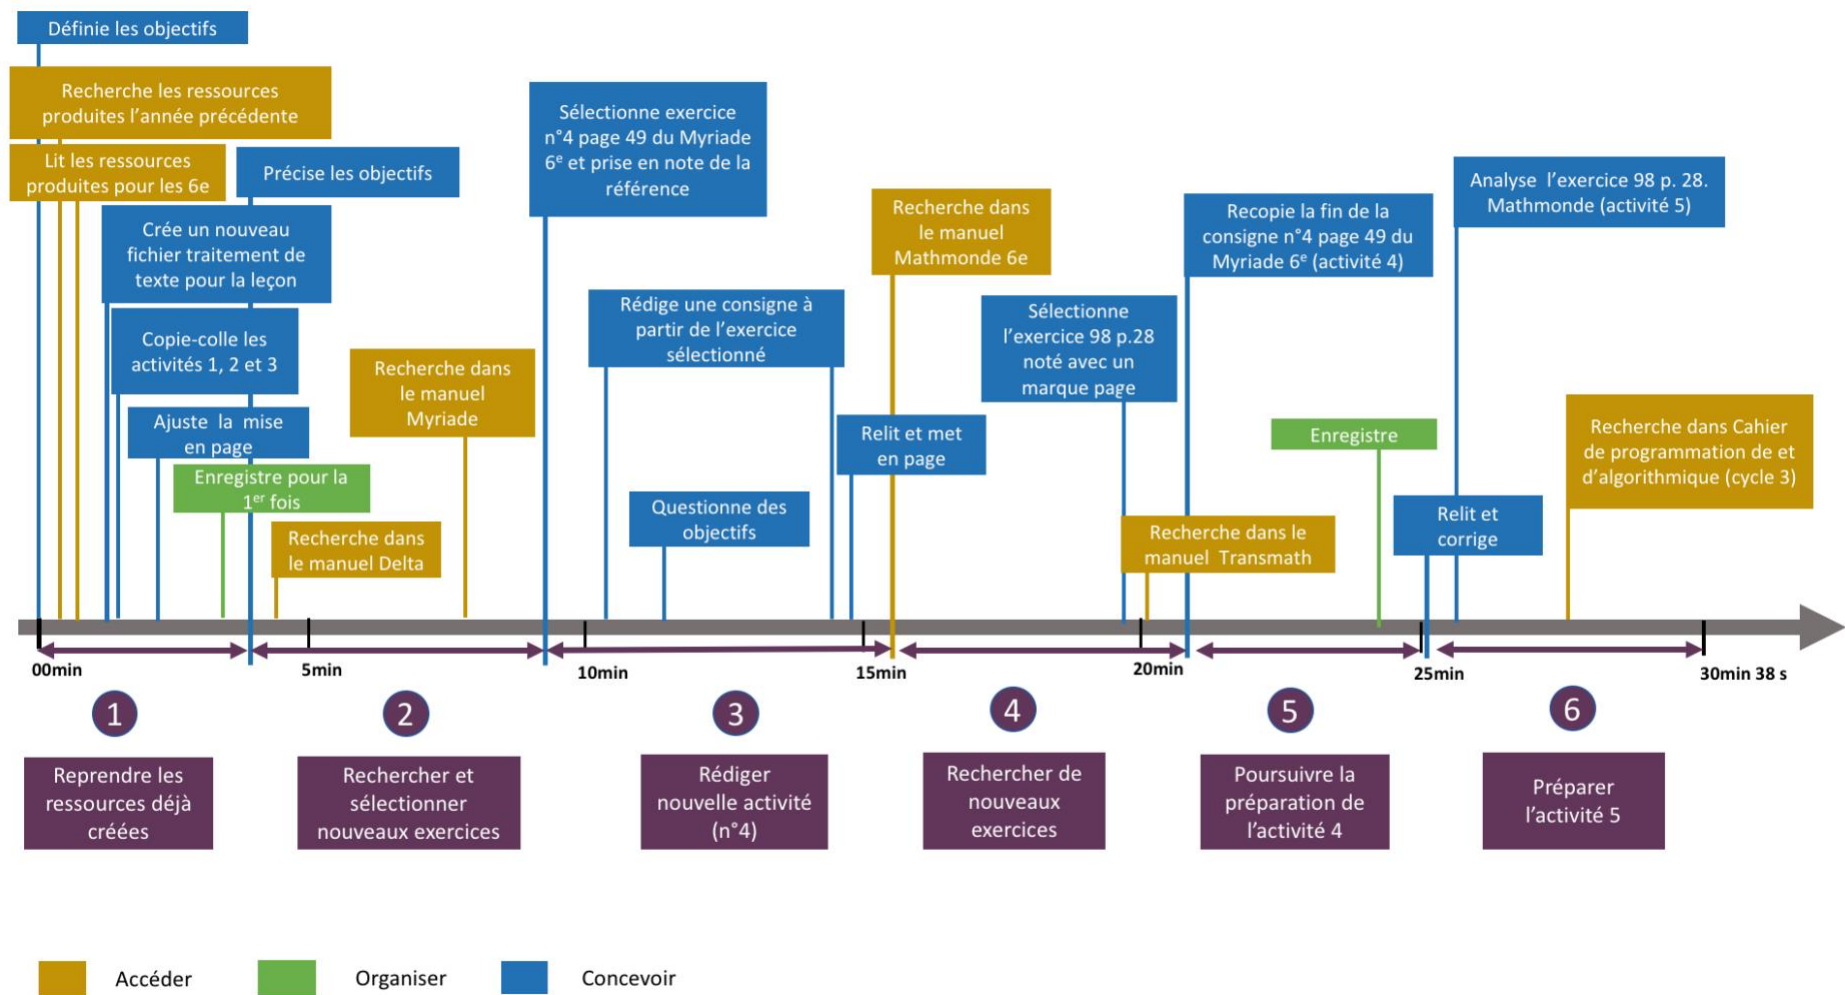 Définie les objectifs
Recherche les ressources
produites l'année précédente
Lit les ressources
produites pour les 6e
Précise les objectifs
Crée un nouveau
fichier traitement de
texte pour la leçon
Copie-colle les
activités 1, 2 et 3
Ajuste la mise
en page
Enregistre pour la
1er fois
Recherche dans
le manuel Delta
Recherche dans
le manuel
Myriade
Sélectionne exercice
n°4 page 49 du Myriade
6e et prise en note de la
référence
Rédige une consigne à
partir de l'exercice
sélectionné
Questionne des
objectifs
Relit et met
en page
Recherche dans
le manuel
Mathmonde 6e
Sélectionne
l'exercice 98 p.28
noté avec un
marque page
Recherche dans le
manuel Transmath
Recopie la fin de la
consigne n°4 page 49 du
Myriade 6e (activité 4)
Enregistre
Relit et
corrige
Analyse l'exercice 98 p. 28.
Mathmonde (activité 5)
Recherche dans Cahier
de programmation de et
d'algorithmique (cycle 3)
00min
5min
10min
15min
20min
25min
30min 38 s
1
2
3
4
5
6
Reprendre les
ressources déjà
créées
Rechercher et
sélectionner
nouveaux exercices
Rédiger
nouvelle activité
(n°4)
Rechercher de
nouveaux
exercices
Poursuivre la
préparation de
l'activité 4
Préparer
l'activité 5
Accéder
Organiser
Concevoir